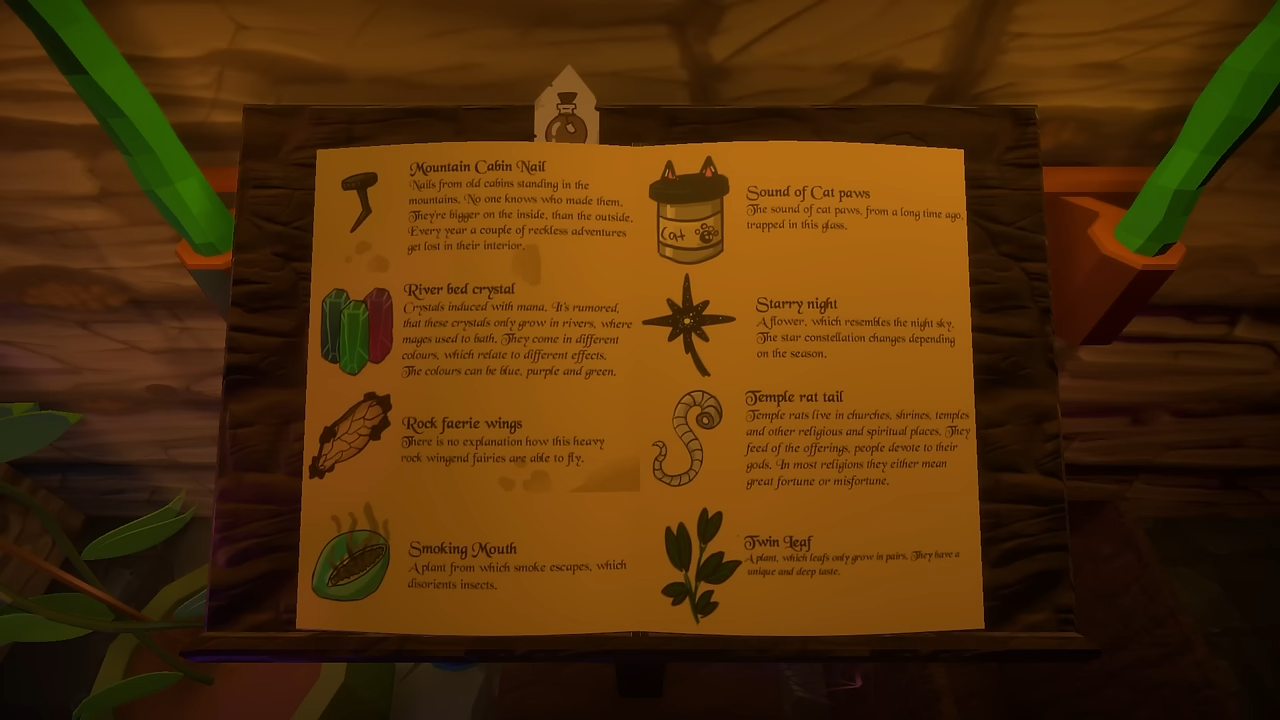 Mountain Cabin Nail
Nails from old cabins standing in the
mountains. No one knows who made them.
They're bigger on the inside, than the outside.
Every year a couple of reckless adventures
get lost in their interior.
River bed crystal
Crystals induced with mana. It's rumored,
that these crystals only grow in rivers, where
mages used to bath. They come in different
colours, which relate to different effects.
The colours can be blue, purple and green.
Rock faerie wings
There is no explanation how this heavy
rock wingend fairies are able to fly.
Smoking Mouth
A plant from which smoke escapes, which
disorients insects.
Cat
Sound of Cat paws
The sound of cat paws, from a long time ago,
trapped in this glass.
Starry night
A flower, which resembles the night sky.
The star constellation changes depending
on the season.
Temple rat tail
Temple rats live in churches, shrines, temples
and other religious and spiritual places. They
feed of the offerings, people devote to their
gods. In most religions they either mean
great fortune or misfortune.
Twin Leaf
A plant, which leafs only grow in pairs. They have a
unique and deep taste.